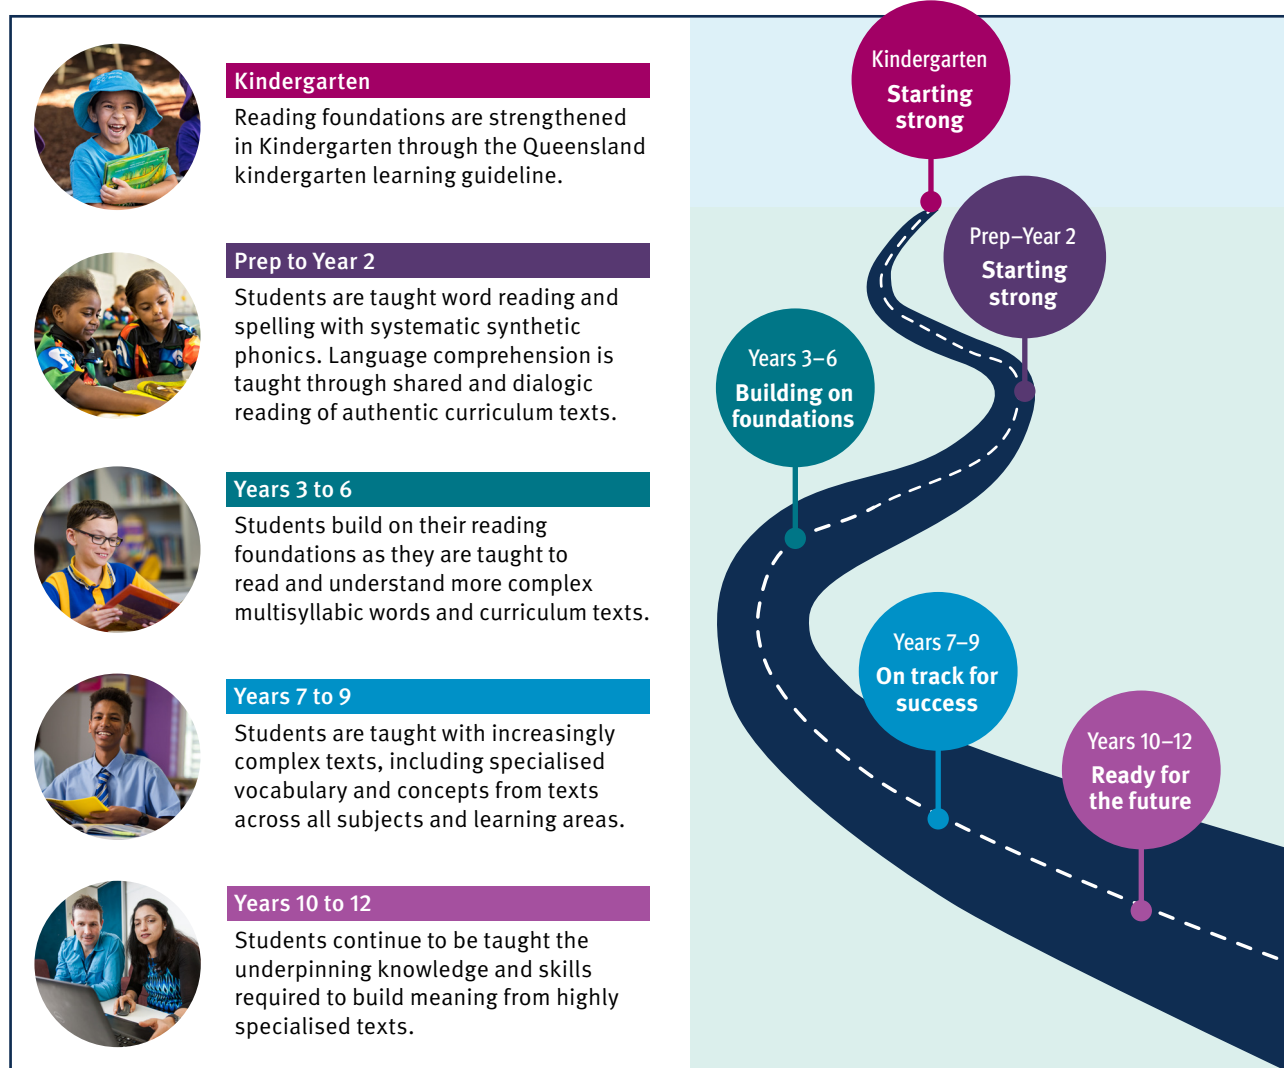 Kindergarten
Reading foundations are strengthened
in Kindergarten through the Queensland
kindergarten learning guideline.
Prep to Year 2
Students are taught word reading and
spelling with systematic synthetic
phonics. Language comprehension is
taught through shared and dialogic
reading of authentic curriculum texts.
Years 3 to 6
Students build on their reading
foundations as they are taught to
read and understand more complex
multisyllabic words and curriculum texts.
Years 7 to 9
Students are taught with increasingly
complex texts, including specialised
vocabulary and concepts from texts
across all subjects and learning areas.
Years 10 to 12
Students continue to be taught the
underpinning knowledge and skills
required to build meaning from highly
specialised texts.
Kindergarten
Starting
strong
Prep–Year 2
Starting
strong
Years 3–6
Building on
foundations
Years 7–9
On track for
success
Years 10–12
Ready for
the future